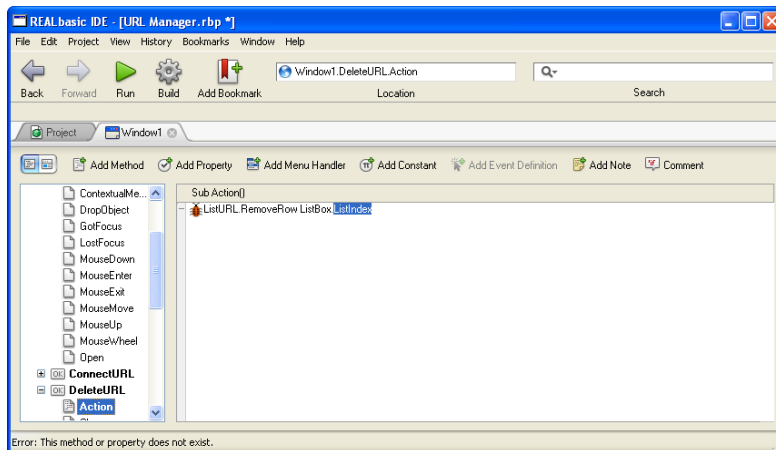 REALbasic IDE - [URL Manager.rbp *]
File Edit Project View History Bookmarks Window Help
Window1.DeleteURL.Action
Back Forward Run Build Add Bookmark Location Search
Project Window1
Add Method Add Property Add Menu Handler Add Constant Add Event Definition Add Note Comment
ContextualMe... Sub Action()
DropObject ListURL.RemoveRow ListBox.ListIndex
GotFocus
LostFocus
MouseDown
MouseEnter
MouseExit
MouseMove
MouseUp
MouseWheel
Open
OK ConnectURL
OK DeleteURL
Action
Error: This method or property does not exist.